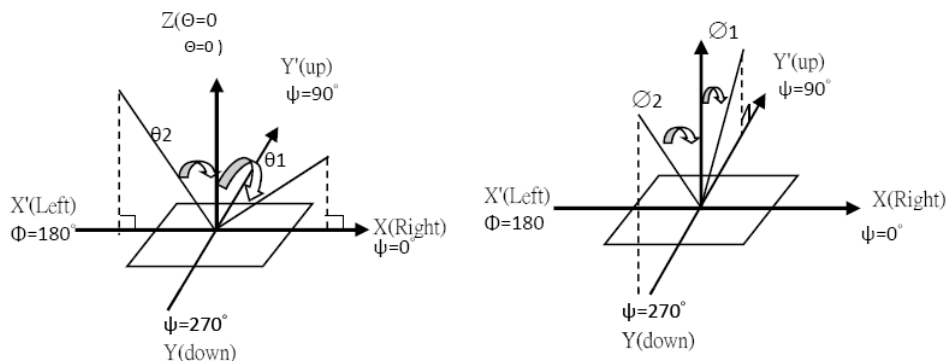 Z(Θ=0
Θ=0 )
Y'(up)
ψ=90°
θ2
θ1
X'(Left)
Φ=180°
X(Right)
ψ=0°
ψ=270°
Y(down)
∅1
Y'(up)
ψ=90°
∅2
X'(Left)
Φ=180
X(Right)
ψ=0°
ψ=270°
Y(down)